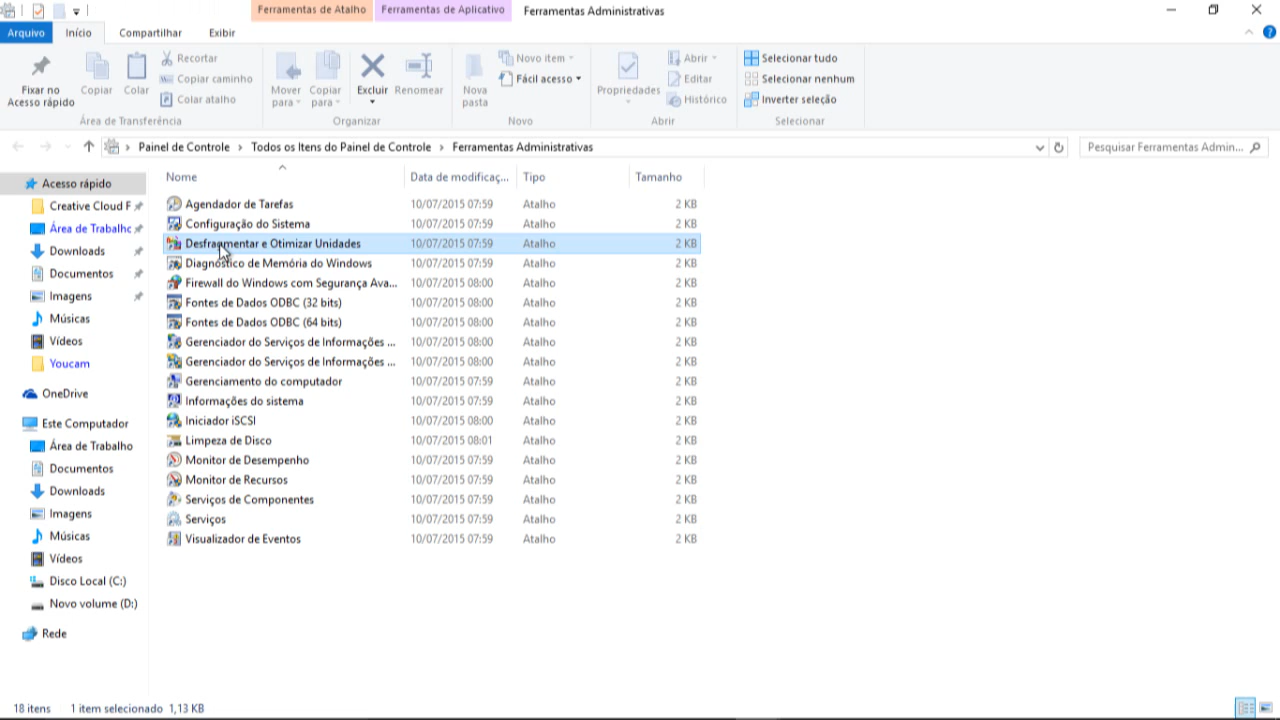 Ferramentas de Atalho Ferramentas de Aplicativo Ferramentas Administrativas
Arquivo Início Compartilhar Exibir
Fixar no Acesso rápido
Copiar
Colar
Recortar
Copiar caminho
Colar atalho
Área de Transferência
Mover para
Copiar para
Excluir
Renomear
Organizar
Nova pasta
Novo item
Fácil acesso
Novo
Propriedades
Abrir
Editar
Histórico
Abrir
Selecionar tudo
Selecionar nenhum
Inverter seleção
Selecionar
Painel de Controle › Todos os Itens do Painel de Controle › Ferramentas Administrativas
Pesquisar Ferramentas Admin...
Acesso rápido
Creative Cloud F
Área de Trabalho
Downloads
Documentos
Imagens
Músicas
Vídeos
Youcam
OneDrive
Este Computador
Área de Trabalho
Documentos
Downloads
Imagens
Músicas
Vídeos
Disco Local (C:)
Novo volume (D:)
Rede
Nome Data de modificaç... Tipo Tamanho
Agendador de Tarefas 10/07/2015 07:59 Atalho 2 KB
Configuração do Sistema 10/07/2015 07:59 Atalho 2 KB
Desfragmentar e Otimizar Unidades 10/07/2015 07:59 Atalho 2 KB
Diagnóstico de Memória do Windows 10/07/2015 07:59 Atalho 2 KB
Firewall do Windows com Segurança Ava... 10/07/2015 08:00 Atalho 2 KB
Fontes de Dados ODBC (32 bits) 10/07/2015 08:00 Atalho 2 KB
Fontes de Dados ODBC (64 bits) 10/07/2015 08:00 Atalho 2 KB
Gerenciador do Serviços de Informações ... 10/07/2015 08:00 Atalho 2 KB
Gerenciador do Serviços de Informações ... 10/07/2015 08:00 Atalho 2 KB
Gerenciamento do computador 10/07/2015 07:59 Atalho 2 KB
Informações do sistema 10/07/2015 07:59 Atalho 2 KB
Iniciador iSCSI 10/07/2015 08:00 Atalho 2 KB
Limpeza de Disco 10/07/2015 08:01 Atalho 2 KB
Monitor de Desempenho 10/07/2015 07:59 Atalho 2 KB
Monitor de Recursos 10/07/2015 07:59 Atalho 2 KB
Serviços de Componentes 10/07/2015 07:59 Atalho 2 KB
Serviços 10/07/2015 07:59 Atalho 2 KB
Visualizador de Eventos 10/07/2015 07:59 Atalho 2 KB
18 itens 1 item selecionado 1,13 KB